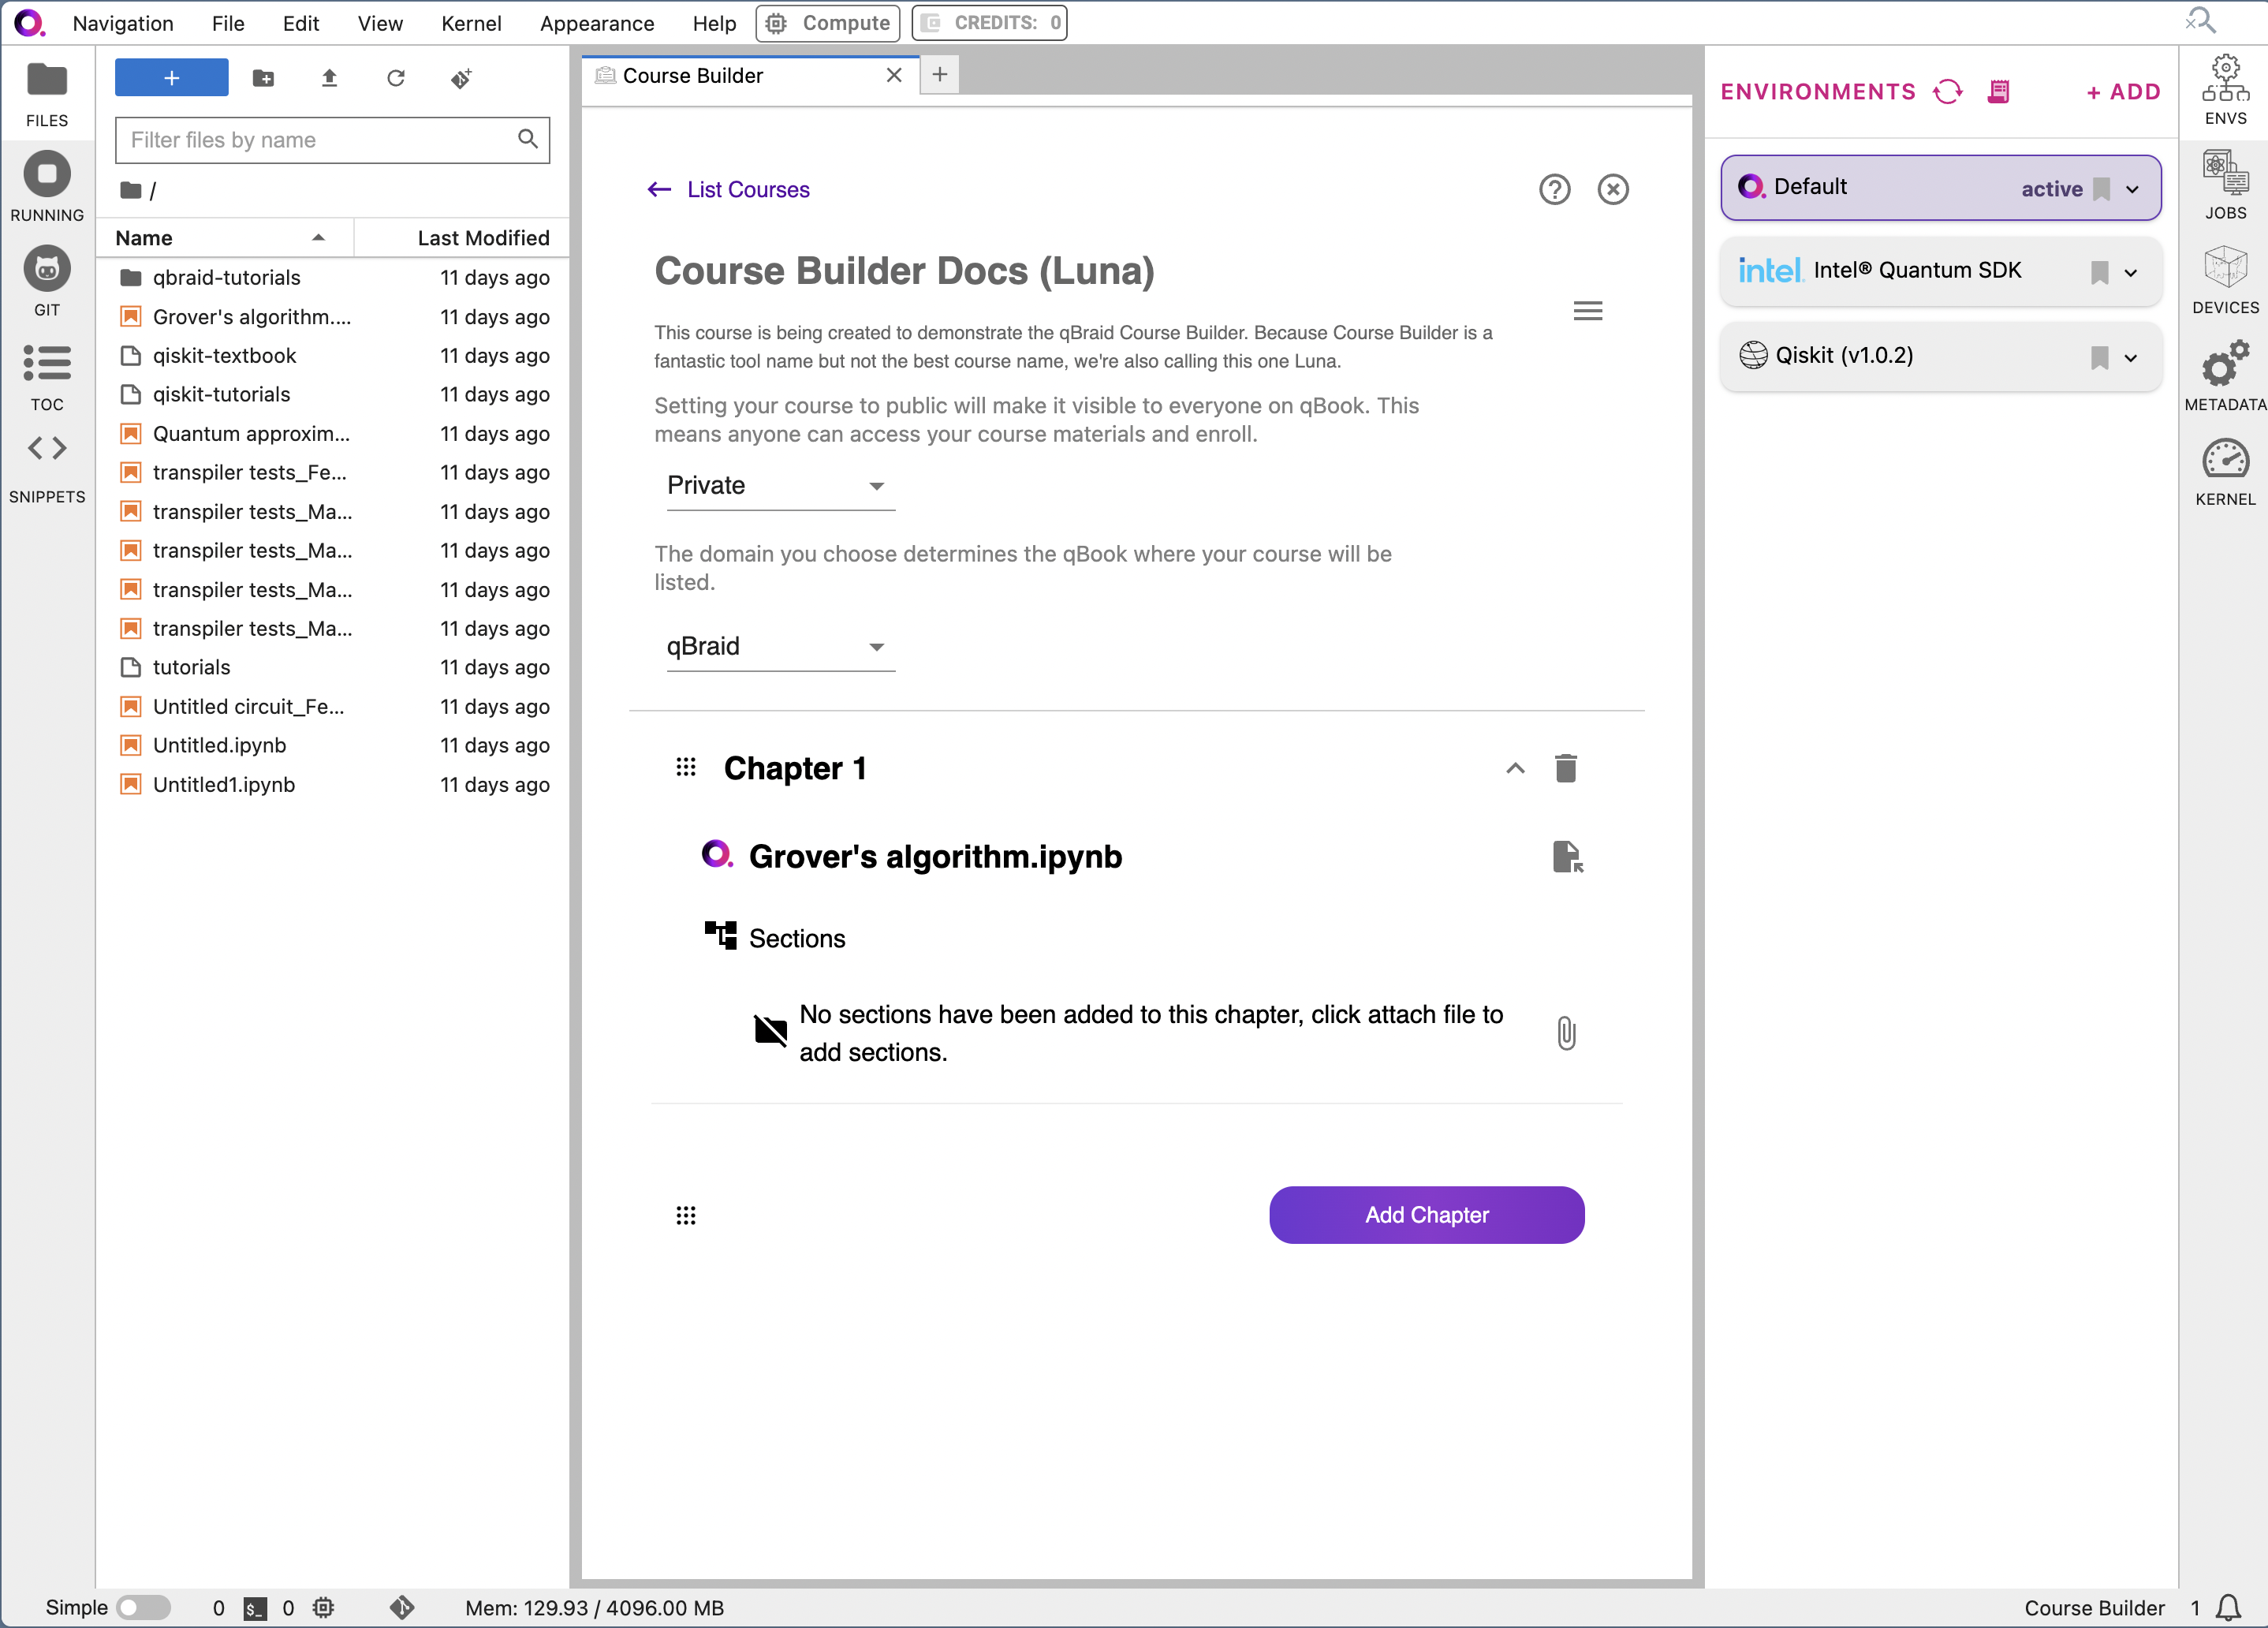 Navigation File Edit View Kernel Appearance Help Compute CREDITS: 0
FILES
RUNNING
GIT
TOC
SNIPPETS
+
Filter files by name
/
Name Last Modified
qbraid-tutorials 11 days ago
Grover's algorithm.... 11 days ago
qiskit-textbook 11 days ago
qiskit-tutorials 11 days ago
Quantum approxim... 11 days ago
transpiler tests_Fe... 11 days ago
transpiler tests_Ma... 11 days ago
transpiler tests_Ma... 11 days ago
transpiler tests_Ma... 11 days ago
transpiler tests_Ma... 11 days ago
tutorials 11 days ago
Untitled circuit_Fe... 11 days ago
Untitled.ipynb 11 days ago
Untitled1.ipynb 11 days ago
Course Builder
List Courses
Course Builder Docs (Luna)
This course is being created to demonstrate the qBraid Course Builder. Because Course Builder is a
fantastic tool name but not the best course name, we're also calling this one Luna.
Setting your course to public will make it visible to everyone on qBook. This
means anyone can access your course materials and enroll.
Private
The domain you choose determines the qBook where your course will be
listed.
qBraid
Chapter 1
Grover's algorithm.ipynb
Sections
No sections have been added to this chapter, click attach file to
add sections.
Add Chapter
ENVIRONMENTS + ADD
Default active
intel. Intel® Quantum SDK
Qiskit (v1.0.2)
ENVS
JOBS
DEVICES
METADATA
KERNEL
Simple 0 $_ 0 Mem: 129.93 / 4096.00 MB Course Builder 1